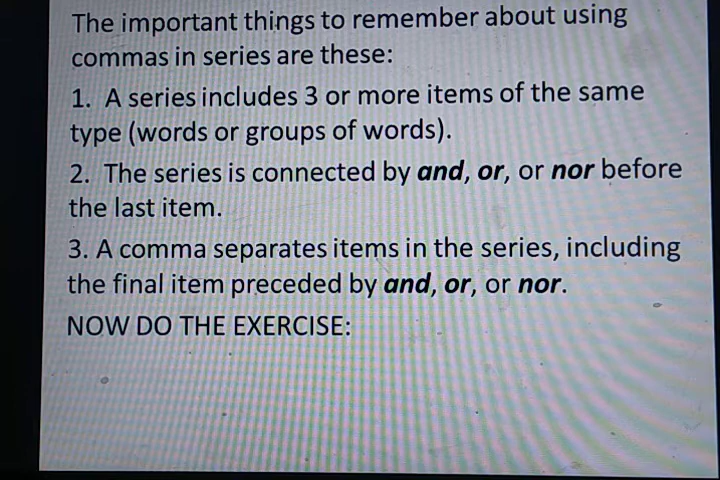 The important things to remember about using
commas in series are these:
1. A series includes 3 or more items of the same
type (words or groups of words).
2. The series is connected by and, or, or nor before
the last item.
3. A comma separates items in the series, including
the final item preceded by and, or, or nor.
NOW DO THE EXERCISE: